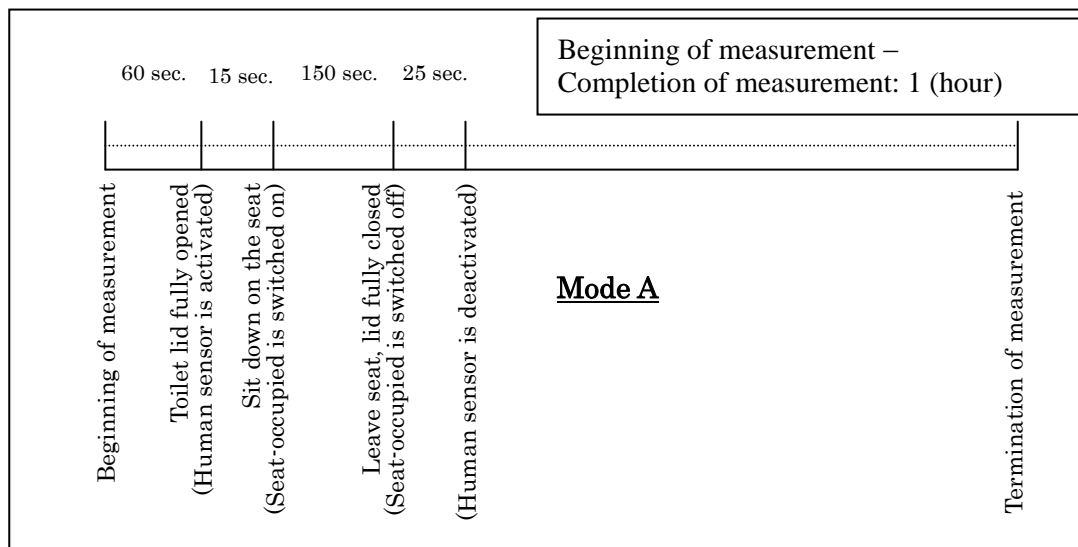 Beginning of measurement –
Completion of measurement: 1 (hour)
60 sec.
15 sec.
150 sec.
25 sec.
Beginning of measurement
Toilet lid fully opened
(Human sensor is activated)
Sit down on the seat
(Seat-occupied is switched on)
Leave seat, lid fully closed
(Seat-occupied is switched off)
(Human sensor is deactivated)
Mode A
Termination of measurement